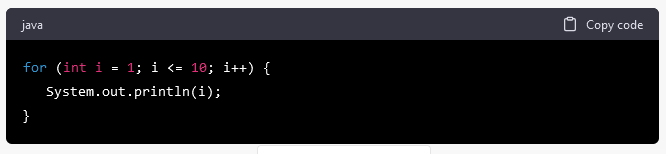 java Copy code
for (int i = 1; i <= 10; i++) {
   System.out.println(i);
}